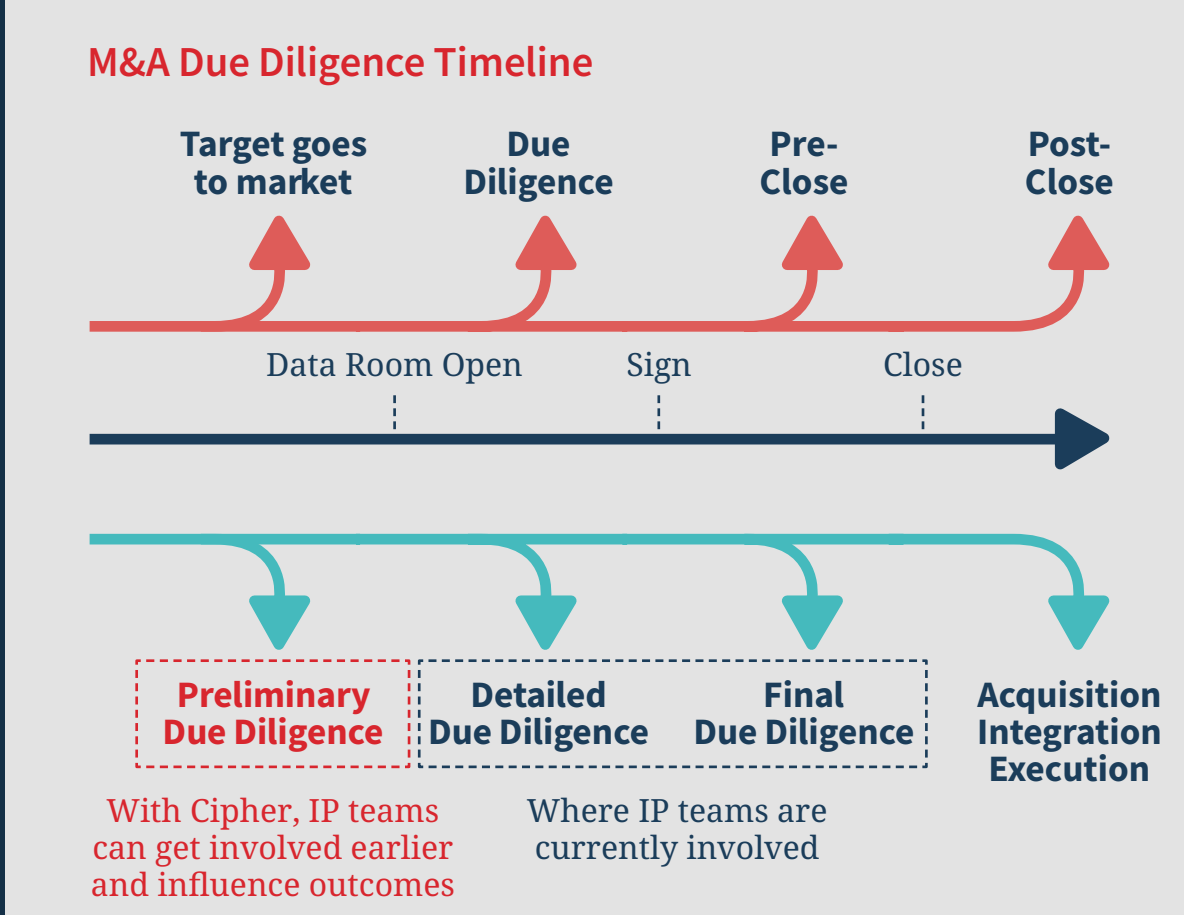 M&A Due Diligence Timeline
Target goes
to market
Due
Diligence
Pre-
Close
Post-
Close
Data Room Open
Sign
Close
Preliminary
Due Diligence
Detailed
Due Diligence
Final
Due Diligence
Acquisition
Integration
Execution
With Cipher, IP teams
can get involved earlier
and influence outcomes
Where IP teams are
currently involved